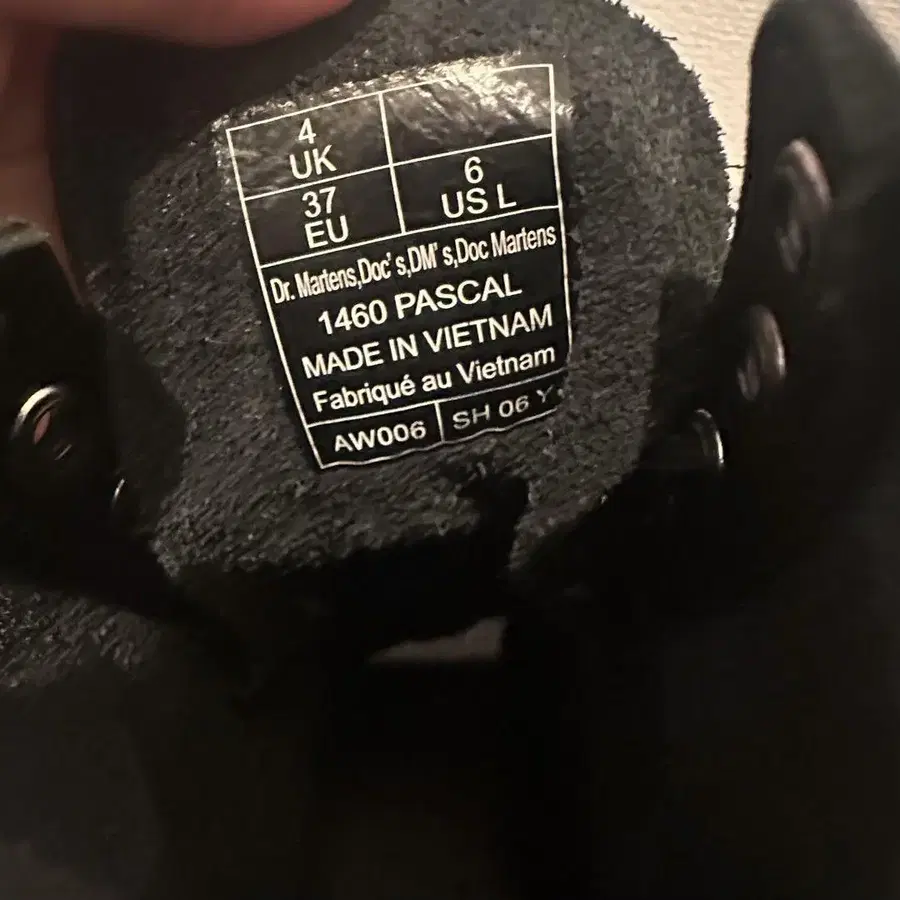 4
UK
37
EU
6
US L
Dr. Martens,Doc's,DM's,Doc Martens
1460 PASCAL
MADE IN VIETNAM
Fabriqué au Vietnam
AW006
SH 06 Y